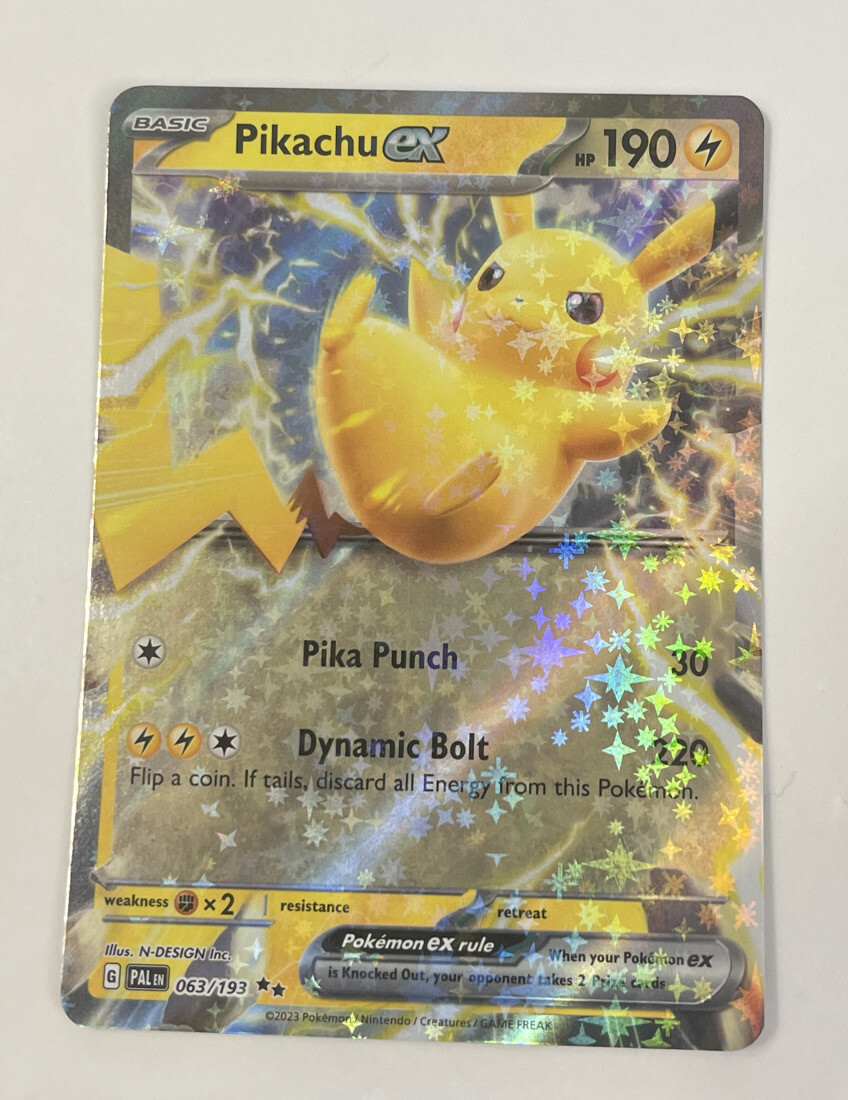 BASIC
Pikachu ex
HP 190
Pika Punch 30
Dynamic Bolt 220
Flip a coin. If tails, discard all Energy from this Pokémon.
weakness ×2 resistance retreat
Pokémon ex rule When your Pokémon ex
is Knocked Out, your opponent takes 2 Prize cards
Illus. N-DESIGN Inc.
G PAL EN 063/193
©2023 Pokémon / Nintendo / Creatures / GAME FREAK